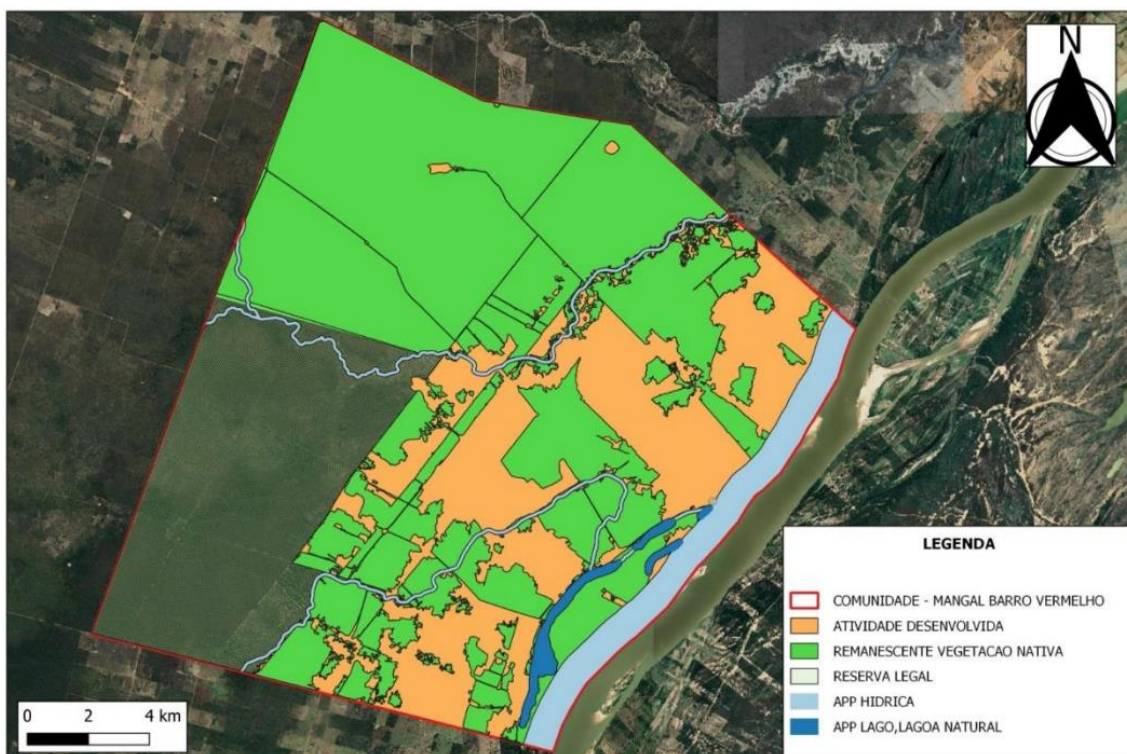 N
LEGENDA
COMUNIDADE - MANGAL BARRO VERMELHO
ATIVIDADE DESENVOLVIDA
REMANESCENTE VEGETACAO NATIVA
RESERVA LEGAL
APP HIDRICA
APP LAGO,LAGOA NATURAL
0 2 4 km